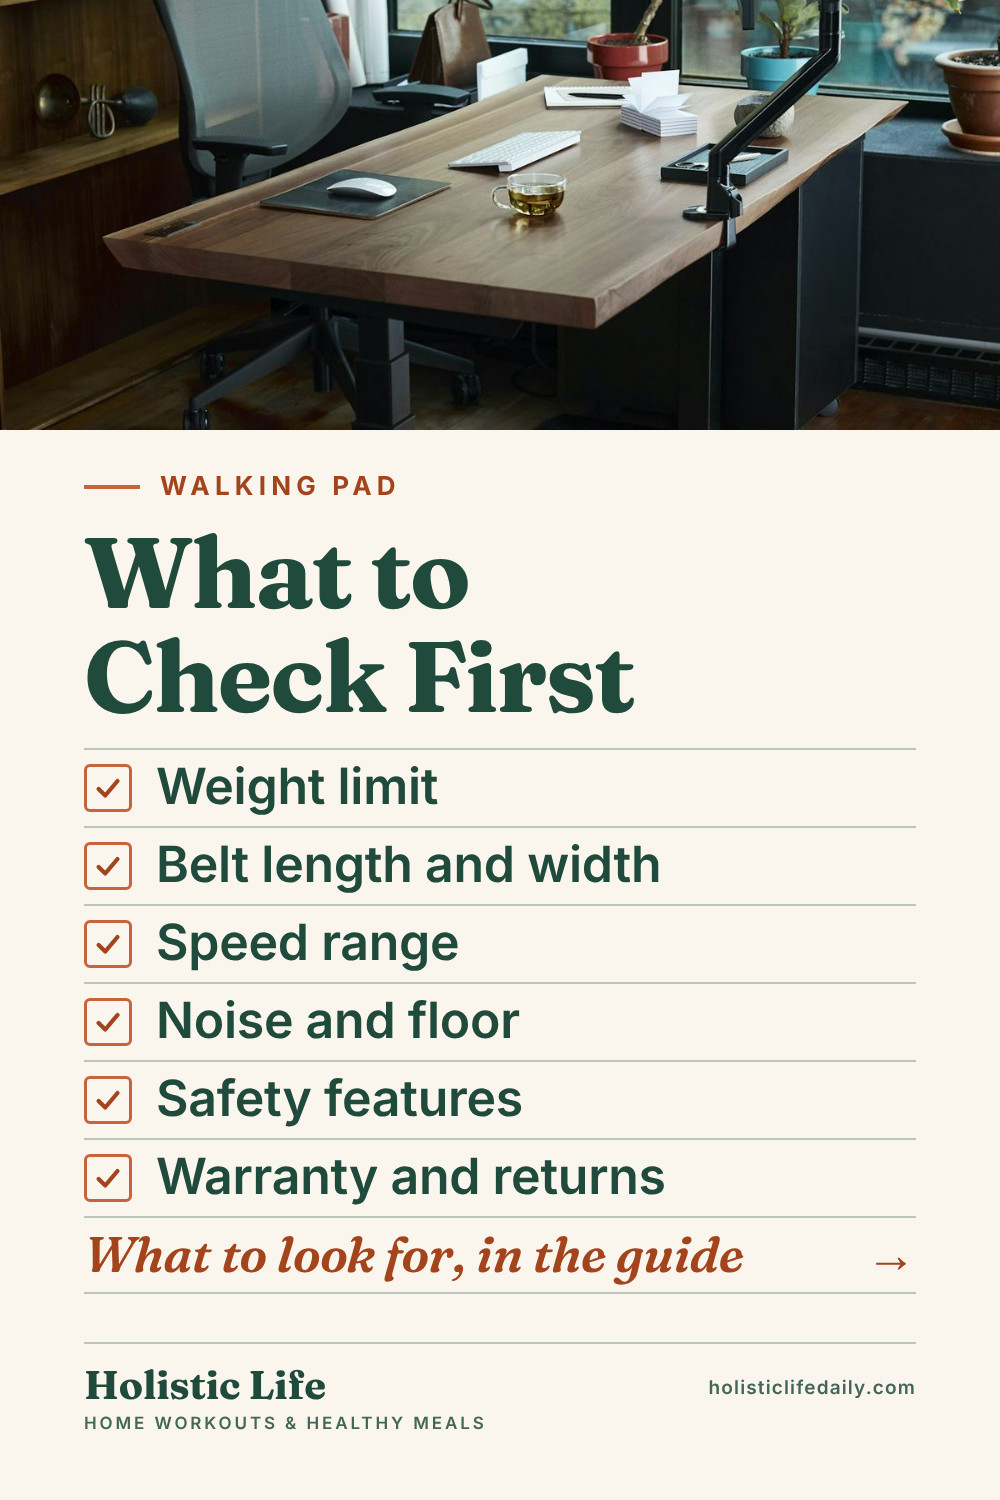 WALKING PAD
What to
Check First
Weight limit
Belt length and width
Speed range
Noise and floor
Safety features
Warranty and returns
What to look for, in the guide →
Holistic Life
holisticlifedaily.com
HOME WORKOUTS & HEALTHY MEALS